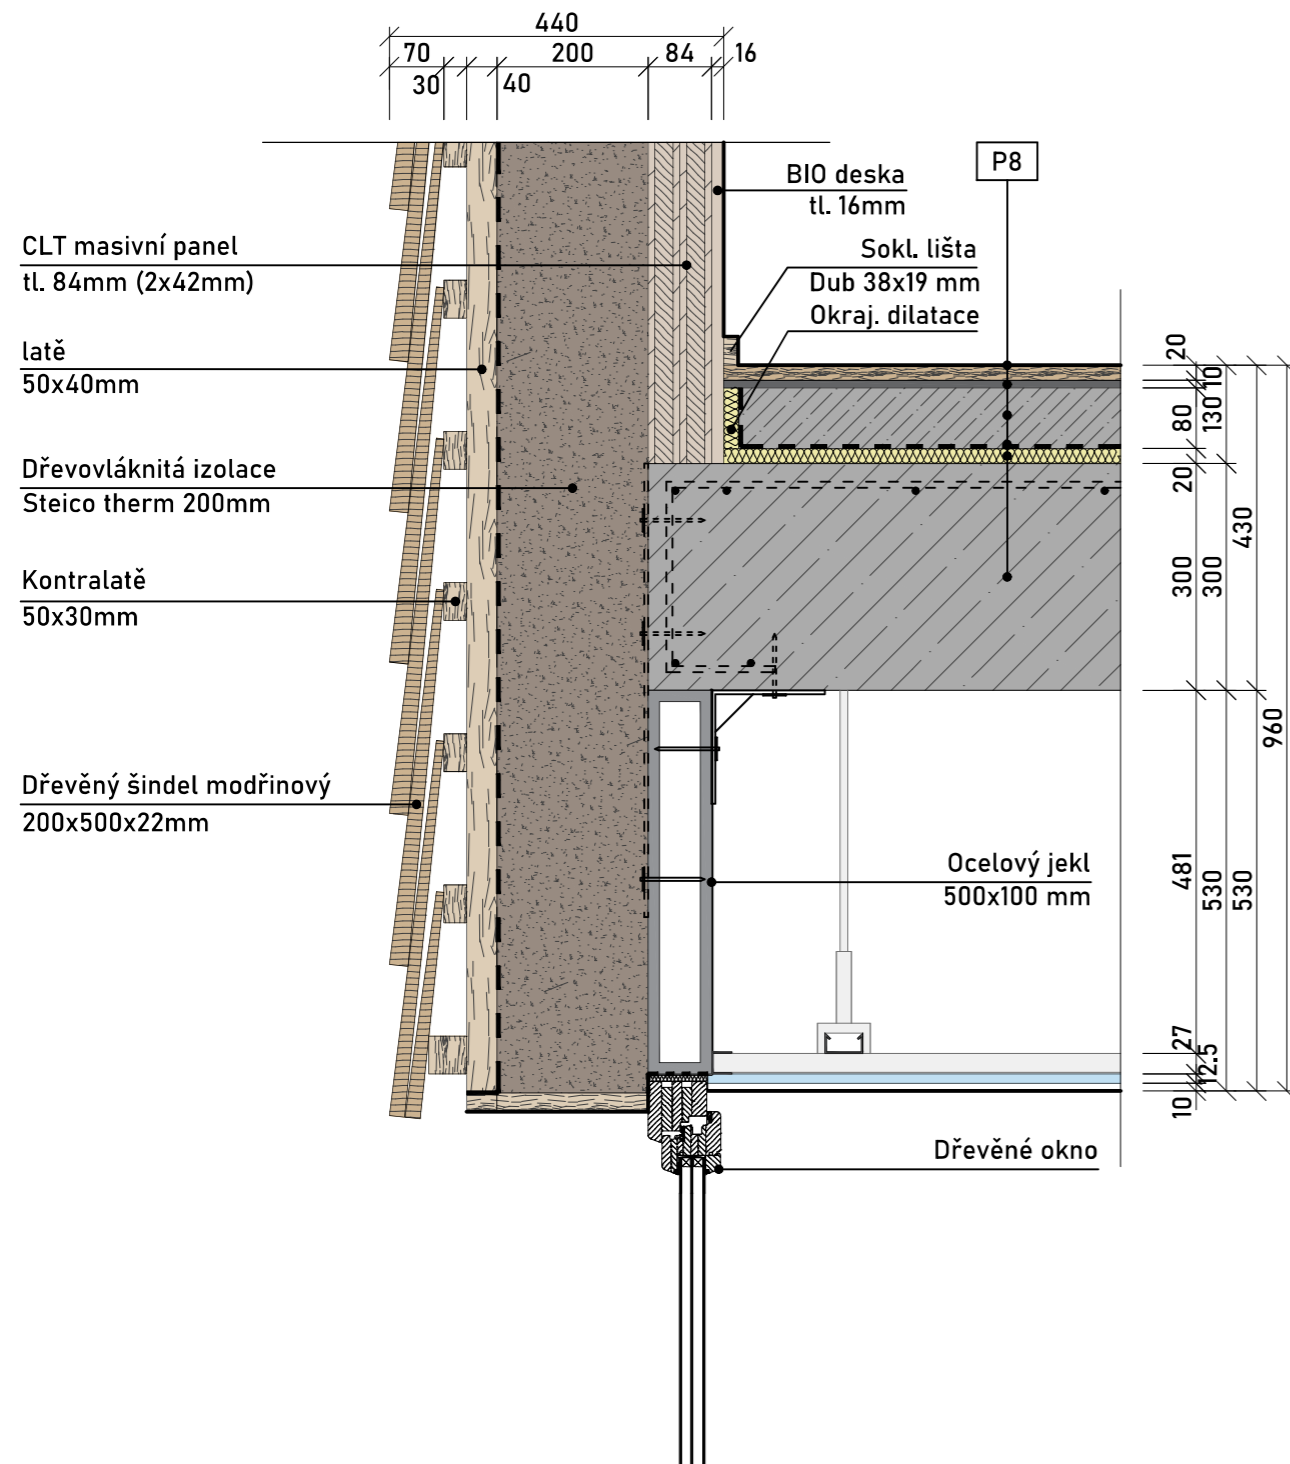 440
70
200
84
16
30
40
P8
BIO deska
tl. 16mm
CLT masivní panel
tl. 84mm (2x42mm)
Sokl. lišta
Dub 38x19 mm
Okraj. dilatace
latě
50x40mm
Dřevovláknitá izolace
Steico therm 200mm
Kontralatě
50x30mm
Dřevěný šindel modřinový
200x500x22mm
Ocelový jekl
500x100 mm
Dřevěné okno
20
10
80
130
20
300
300
430
960
481
530
530
27
12.5
10